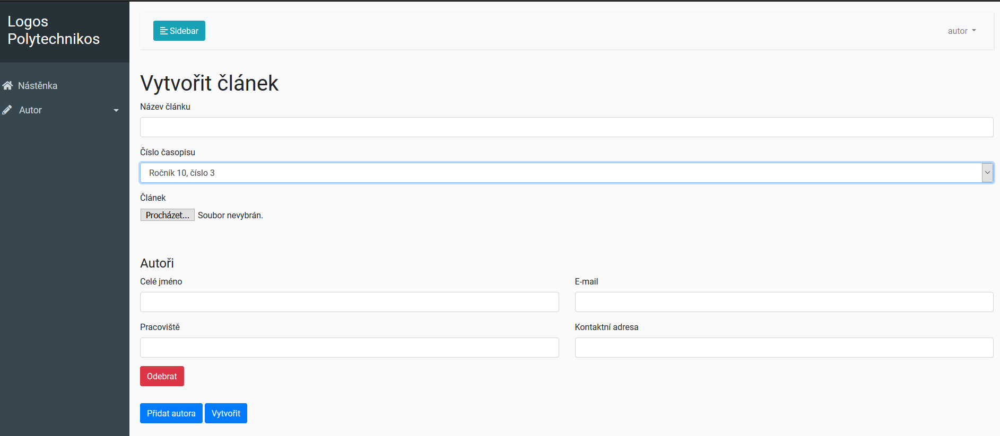 Logos
Polytechnikos
Sidebar
autor
Nástěnka
Autor
Vytvořit článek
Název článku
Číslo časopisu
Ročník 10, číslo 3
Článek
Procházet... Soubor nevybrán.
Autoři
Celé jméno
E-mail
Pracoviště
Kontaktní adresa
Odebrat
Přidat autora
Vytvořit